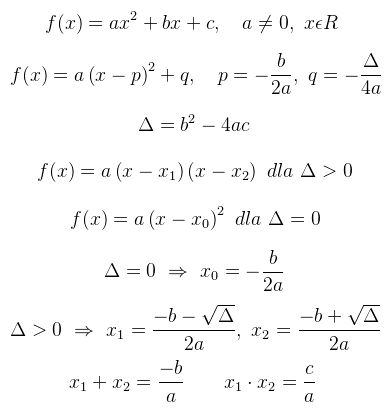 f(x) = ax² + bx + c,    a ≠ 0, xϵR
f(x) = a (x − p)² + q,    p = −b/2a, q = −Δ/4a
Δ = b² − 4ac
f(x) = a (x − x₁) (x − x₂) dla Δ > 0
f(x) = a (x − x₀)² dla Δ = 0
Δ = 0 ⇒ x₀ = −b/2a
Δ > 0 ⇒ x₁ = (−b − √Δ)/2a, x₂ = (−b + √Δ)/2a
x₁ + x₂ = −b/a    x₁ · x₂ = c/a